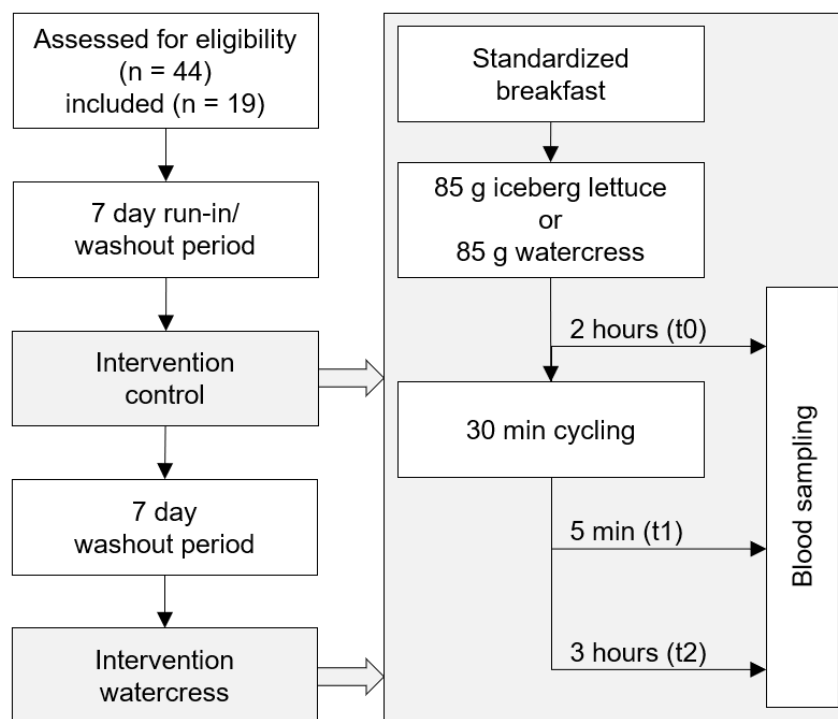 Assessed for eligibility
(n = 44)
included (n = 19)
7 day run-in/
washout period
Intervention
control
7 day
washout period
Intervention
watercress
Standardized
breakfast
85 g iceberg lettuce
or
85 g watercress
2 hours (t0)
30 min cycling
5 min (t1)
3 hours (t2)
Blood sampling